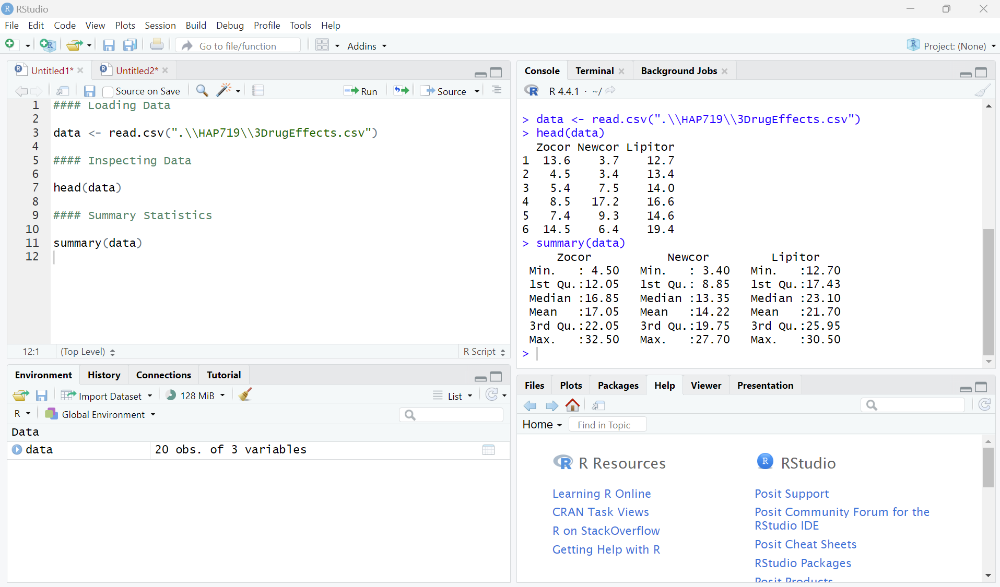 RStudio
File Edit Code View Plots Session Build Debug Profile Tools Help
Go to file/function Addins Project: (None)
Untitled1* Untitled2*
Source on Save Run Source
1 #### Loading Data
2
3 data <- read.csv(".\\HAP719\\3DrugEffects.csv")
4
5 #### Inspecting Data
6
7 head(data)
8
9 #### Summary Statistics
10
11 summary(data)
12
12:1 (Top Level) R Script
Console Terminal Background Jobs
R 4.4.1 · ~/
> data <- read.csv(".\\HAP719\\3DrugEffects.csv")
> head(data)
  Zocor Newcor Lipitor
1  13.6    3.7    12.7
2   4.5    3.4    13.4
3   5.4    7.5    14.0
4   8.5   17.2    16.6
5   7.4    9.3    14.6
6  14.5    6.4    19.4
> summary(data)
     Zocor           Newcor         Lipitor
 Min.   : 4.50   Min.   : 3.40   Min.   :12.70
 1st Qu.:12.05   1st Qu.: 8.85   1st Qu.:17.43
 Median :16.85   Median :13.35   Median :23.10
 Mean   :17.05   Mean   :14.22   Mean   :21.70
 3rd Qu.:22.05   3rd Qu.:19.75   3rd Qu.:25.95
 Max.   :32.50   Max.   :27.70   Max.   :30.50
>
Environment History Connections Tutorial
Import Dataset 128 MiB List
R Global Environment
Data
data 20 obs. of 3 variables
Files Plots Packages Help Viewer Presentation
Home Find in Topic
R Resources
Learning R Online
CRAN Task Views
R on StackOverflow
Getting Help with R
RStudio
Posit Support
Posit Community Forum for the
RStudio IDE
Posit Cheat Sheets
RStudio Packages
Posit Products